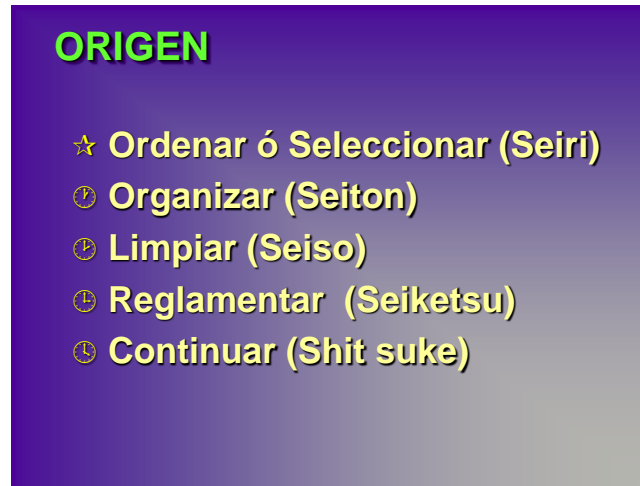 ORIGEN
Ordenar ó Seleccionar (Seiri)
Organizar (Seiton)
Limpiar (Seiso)
Reglamentar (Seiketsu)
Continuar (Shit suke)